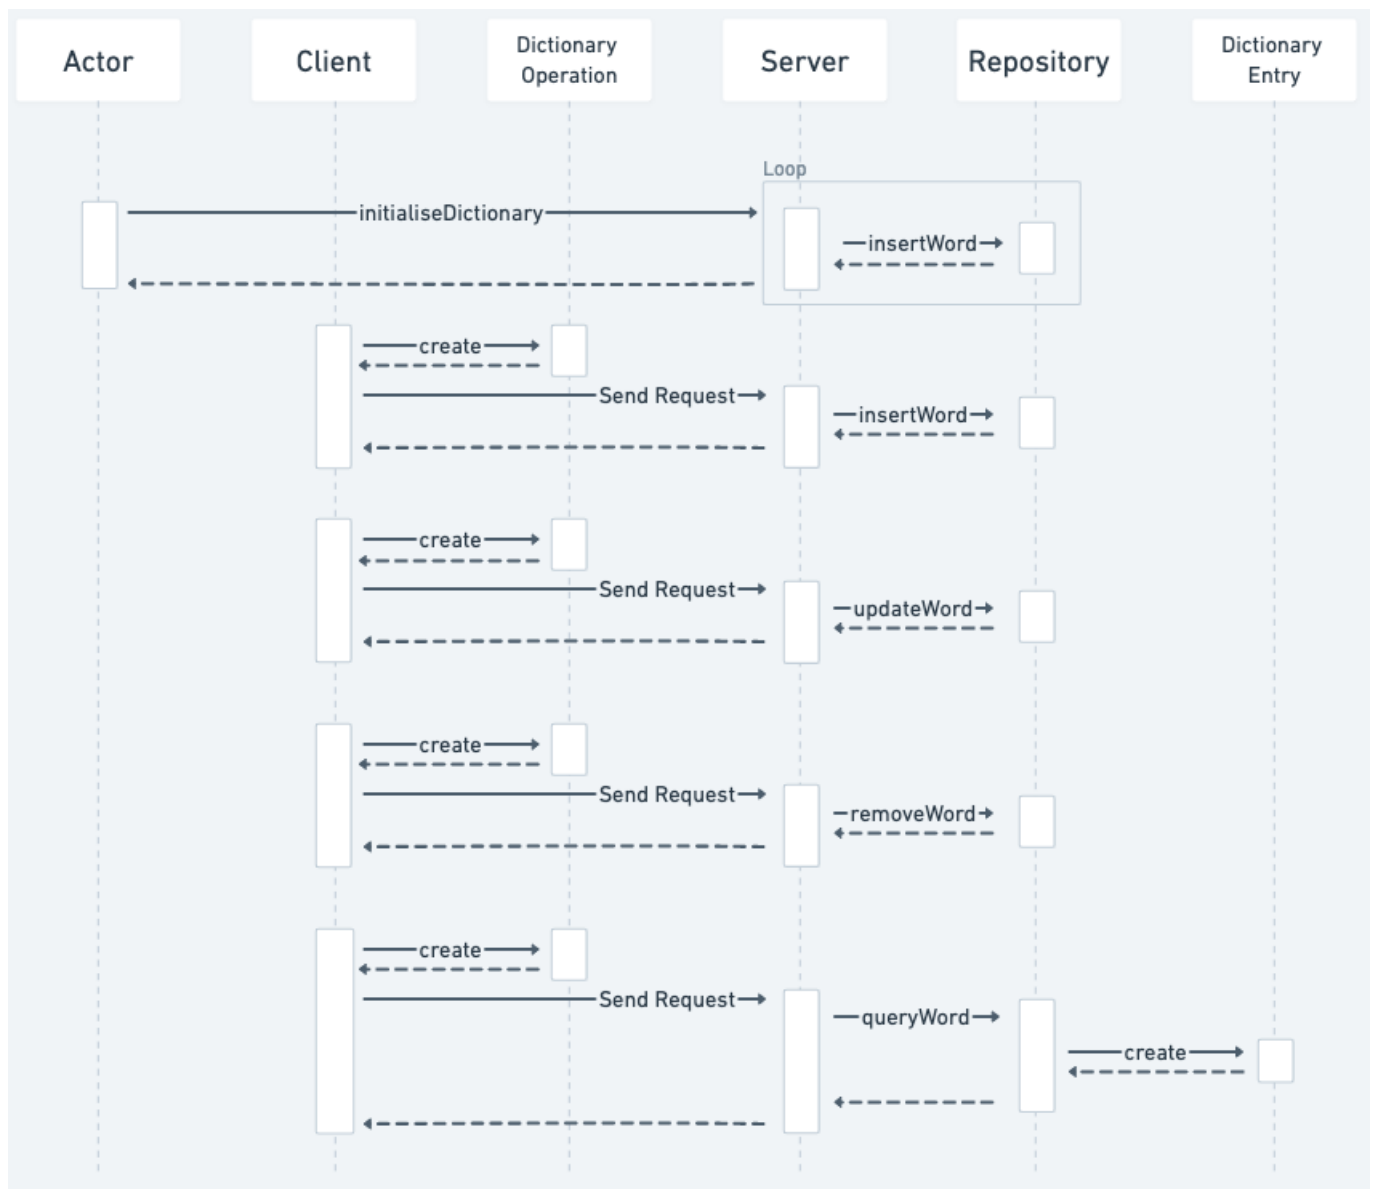 Actor
Client
Dictionary
Operation
Server
Repository
Dictionary
Entry
Loop
initialiseDictionary
insertWord
create
Send Request
insertWord
create
Send Request
updateWord
create
Send Request
removeWord
create
Send Request
queryWord
create